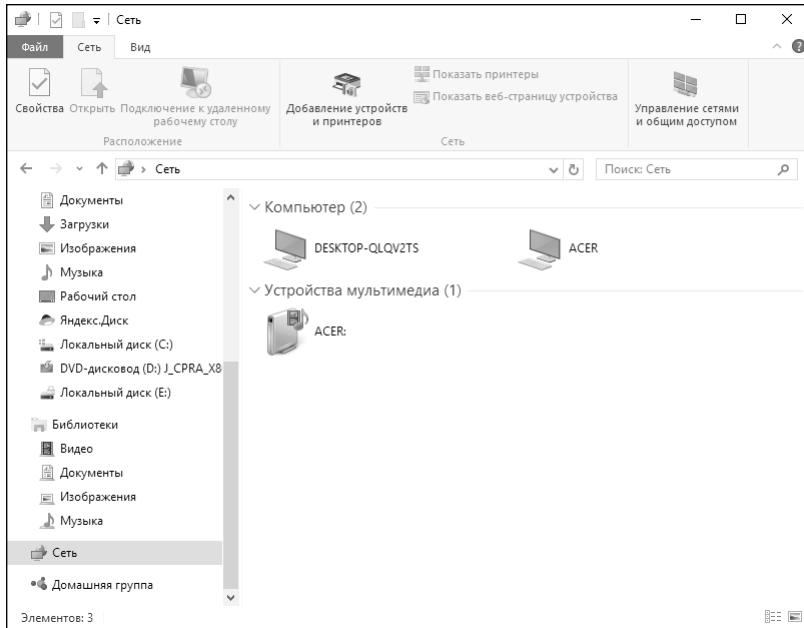 Сеть
Файл
Сеть
Вид
Свойства
Открыть
Подключение к удаленному
рабочему столу
Расположение
Добавление устройств
и принтеров
Показать принтеры
Показать веб-страницу устройства
Сеть
Управление сетями
и общим доступом
Сеть
Поиск: Сеть
Документы
Загрузки
Изображения
Музыка
Рабочий стол
Яндекс.Диск
Локальный диск (C:)
DVD-дисковод (D:) J_CPRA_X8
Локальный диск (E:)
Библиотеки
Видео
Документы
Изображения
Музыка
Сеть
Домашняя группа
Компьютер (2)
DESKTOP-QLQV2TS
ACER
Устройства мультимедиа (1)
ACER:
Элементов: 3